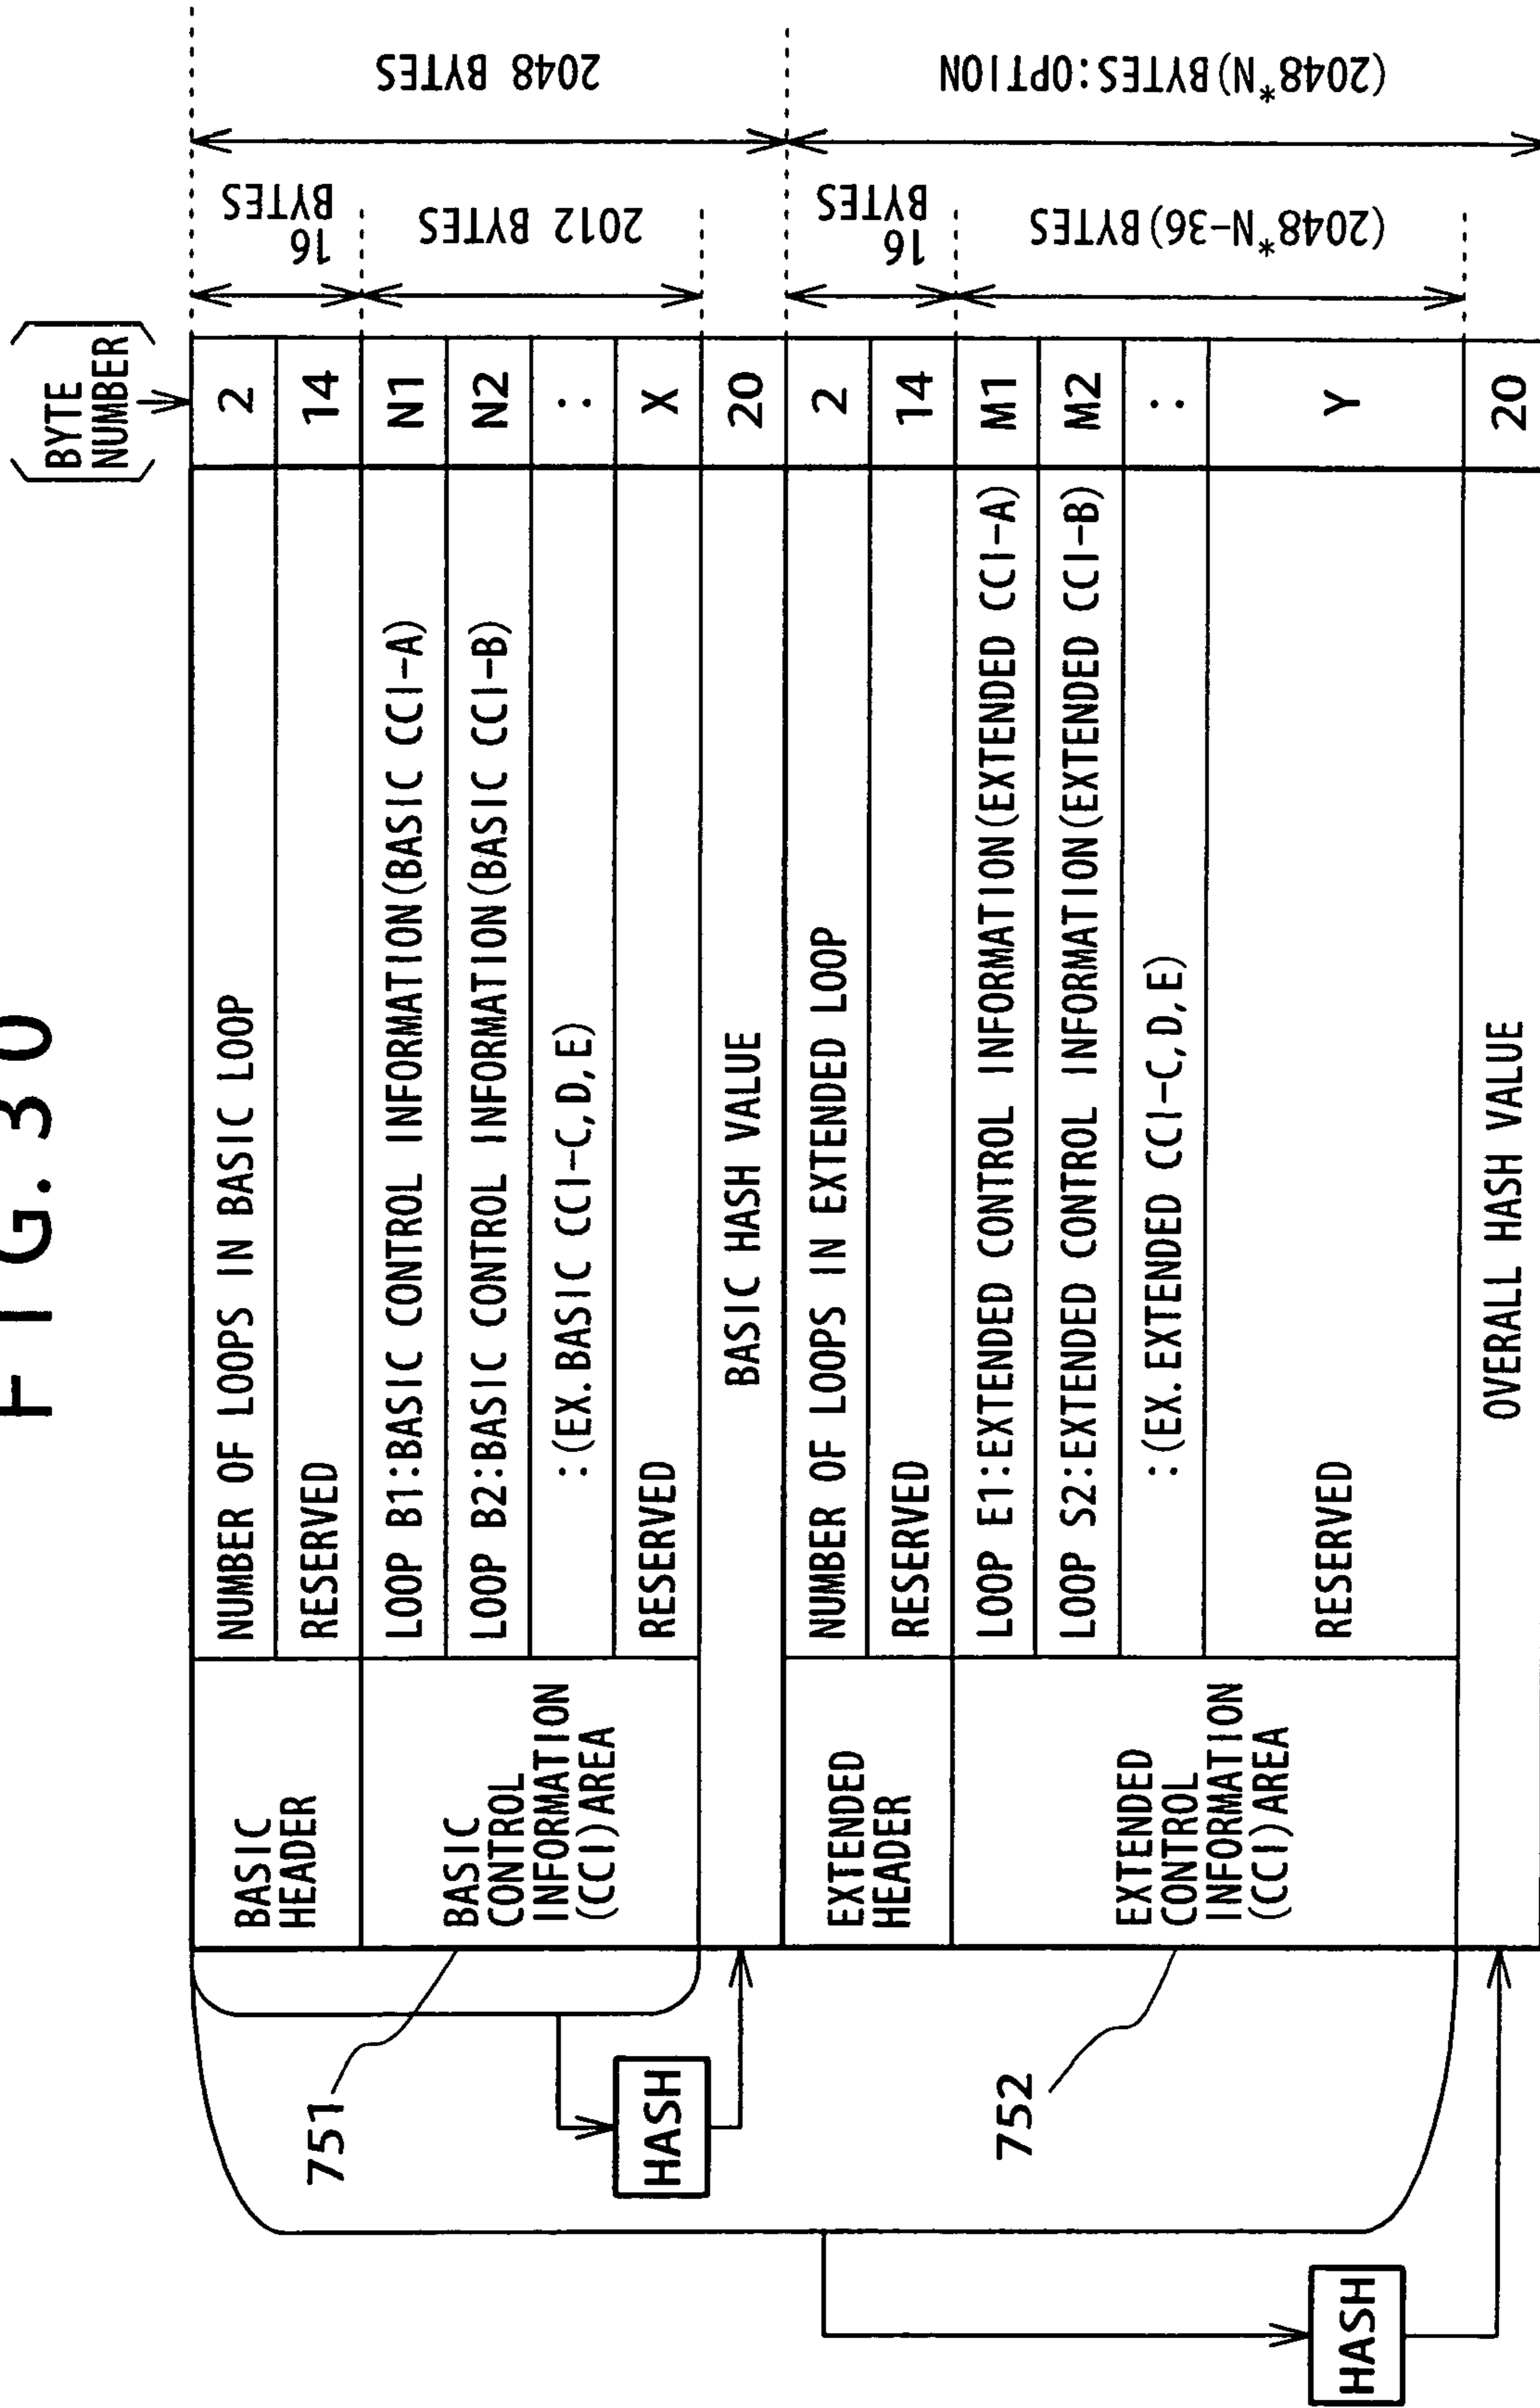 FIG. 30
BYTE
NUMBER
BASIC
HEADER
NUMBER OF LOOPS IN BASIC LOOP
2
RESERVED
14
16
BYTES
2048 BYTES
BASIC
CONTROL
INFORMATION
(CCI) AREA
LOOP B1:BASIC CONTROL INFORMATION(BASIC CCI-A)
N1
LOOP B2:BASIC CONTROL INFORMATION(BASIC CCI-B)
N2
:(EX.BASIC CCI-C,D,E)
:
RESERVED
X
2012 BYTES
BASIC HASH VALUE
20
EXTENDED
HEADER
NUMBER OF LOOPS IN EXTENDED LOOP
2
RESERVED
14
16
BYTES
(2048*N)BYTES:OPTION
EXTENDED
CONTROL
INFORMATION
(CCI) AREA
LOOP E1:EXTENDED CONTROL INFORMATION(EXTENDED CCI-A)
M1
LOOP S2:EXTENDED CONTROL INFORMATION(EXTENDED CCI-B)
M2
:(EX.EXTENDED CCI-C,D,E)
:
RESERVED
Y
(2048*N-36)BYTES
OVERALL HASH VALUE
20
751
HASH
752
HASH